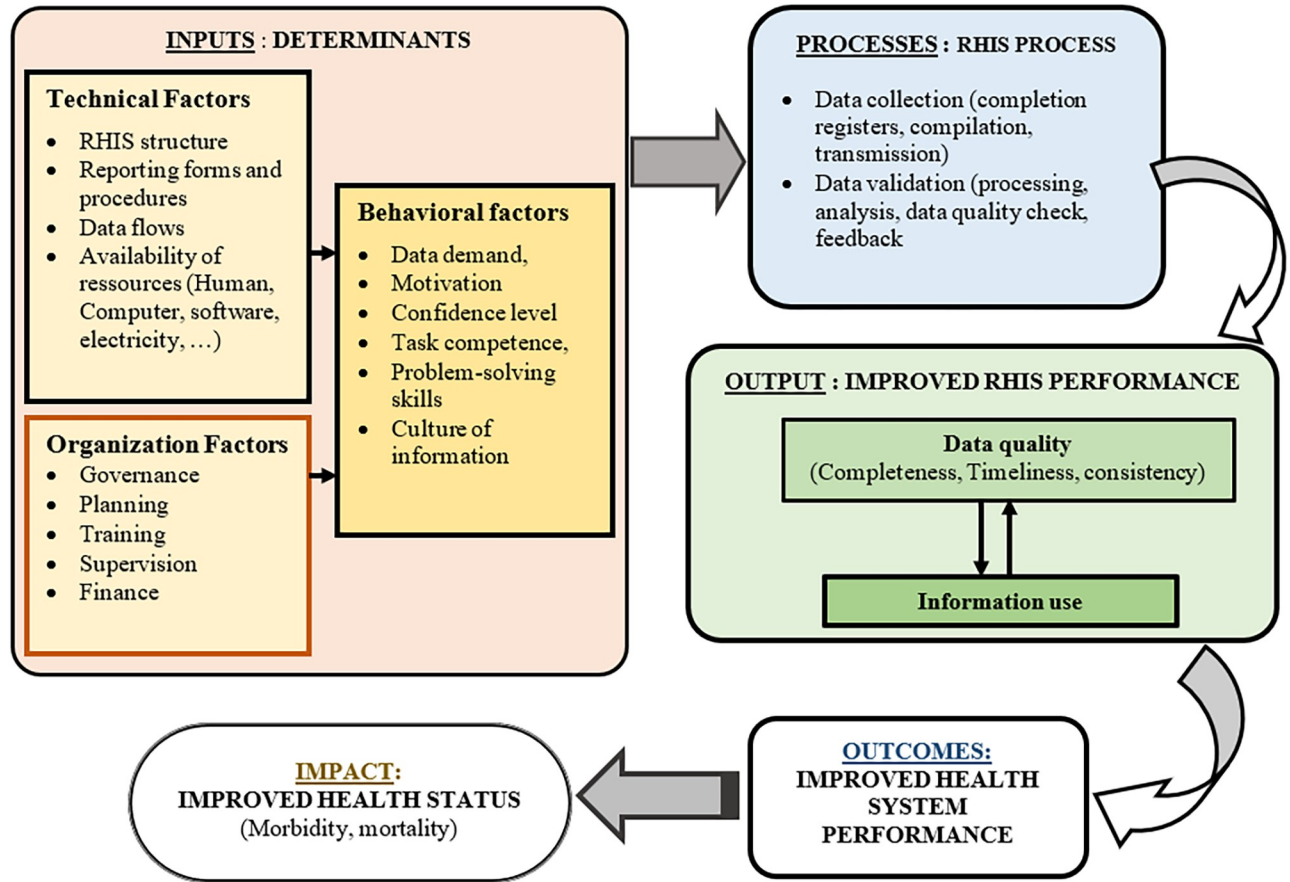 INPUTS : DETERMINANTS
Technical Factors
• RHIS structure
• Reporting forms and
procedures
• Data flows
• Availability of
ressources (Human,
Computer, software,
electricity, …)
Organization Factors
• Governance
• Planning
• Training
• Supervision
• Finance
Behavioral factors
• Data demand,
• Motivation
• Confidence level
• Task competence,
• Problem-solving
skills
• Culture of
information
PROCESSES : RHIS PROCESS
• Data collection (completion
registers, compilation,
transmission)
• Data validation (processing,
analysis, data quality check,
feedback
OUTPUT : IMPROVED RHIS PERFORMANCE
Data quality
(Completeness, Timeliness, consistency)
Information use
OUTCOMES:
IMPROVED HEALTH
SYSTEM
PERFORMANCE
IMPACT:
IMPROVED HEALTH STATUS
(Morbidity, mortality)